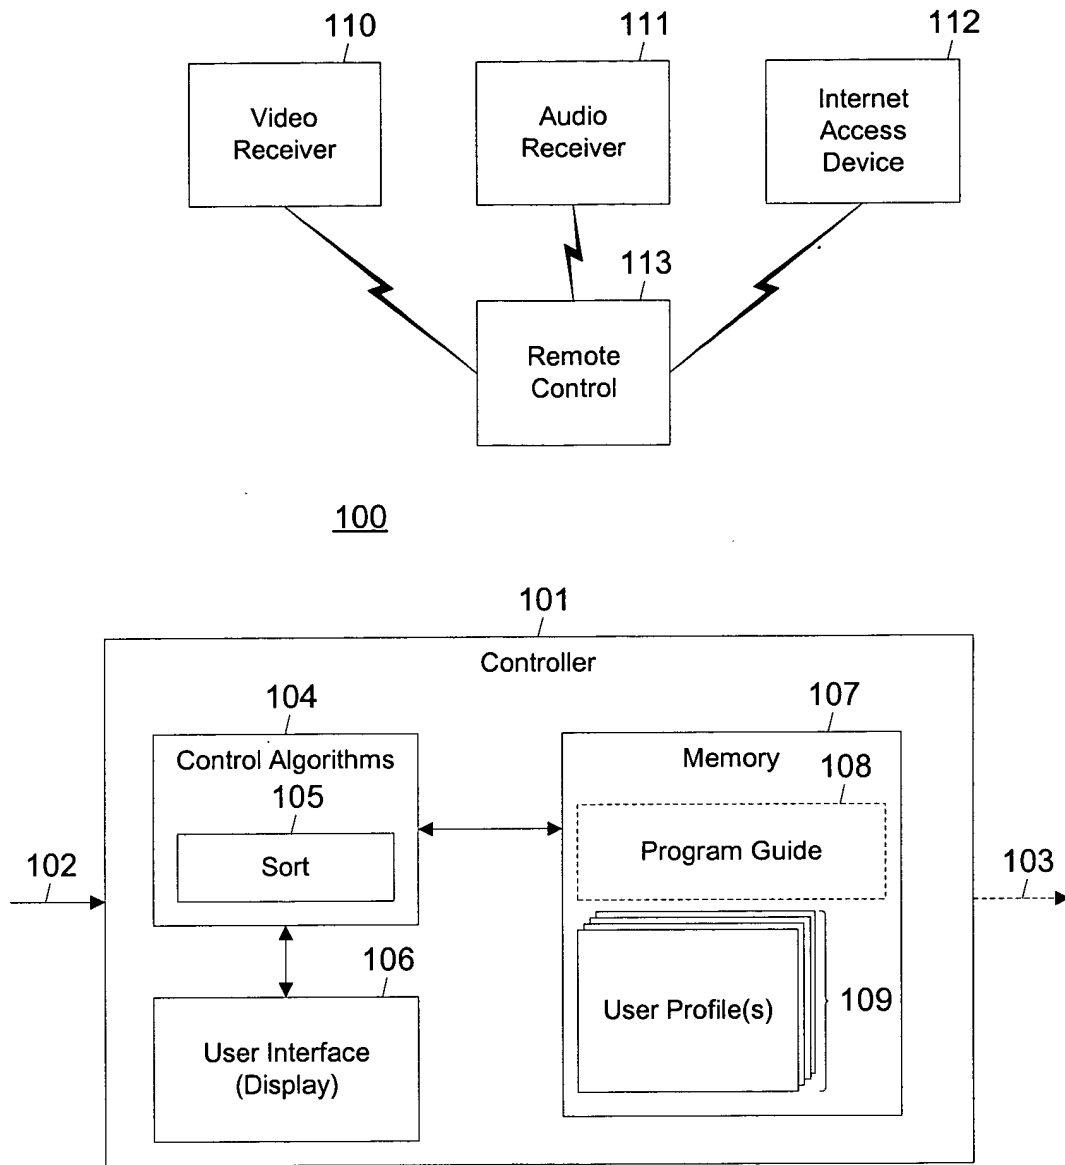 110
111
112
Video
Receiver
Audio
Receiver
Internet
Access
Device
113
Remote
Control
100
101
Controller
104
107
Control Algorithms
Memory
105
108
Sort
Program Guide
102
103
106
User Profile(s)
109
User Interface
(Display)